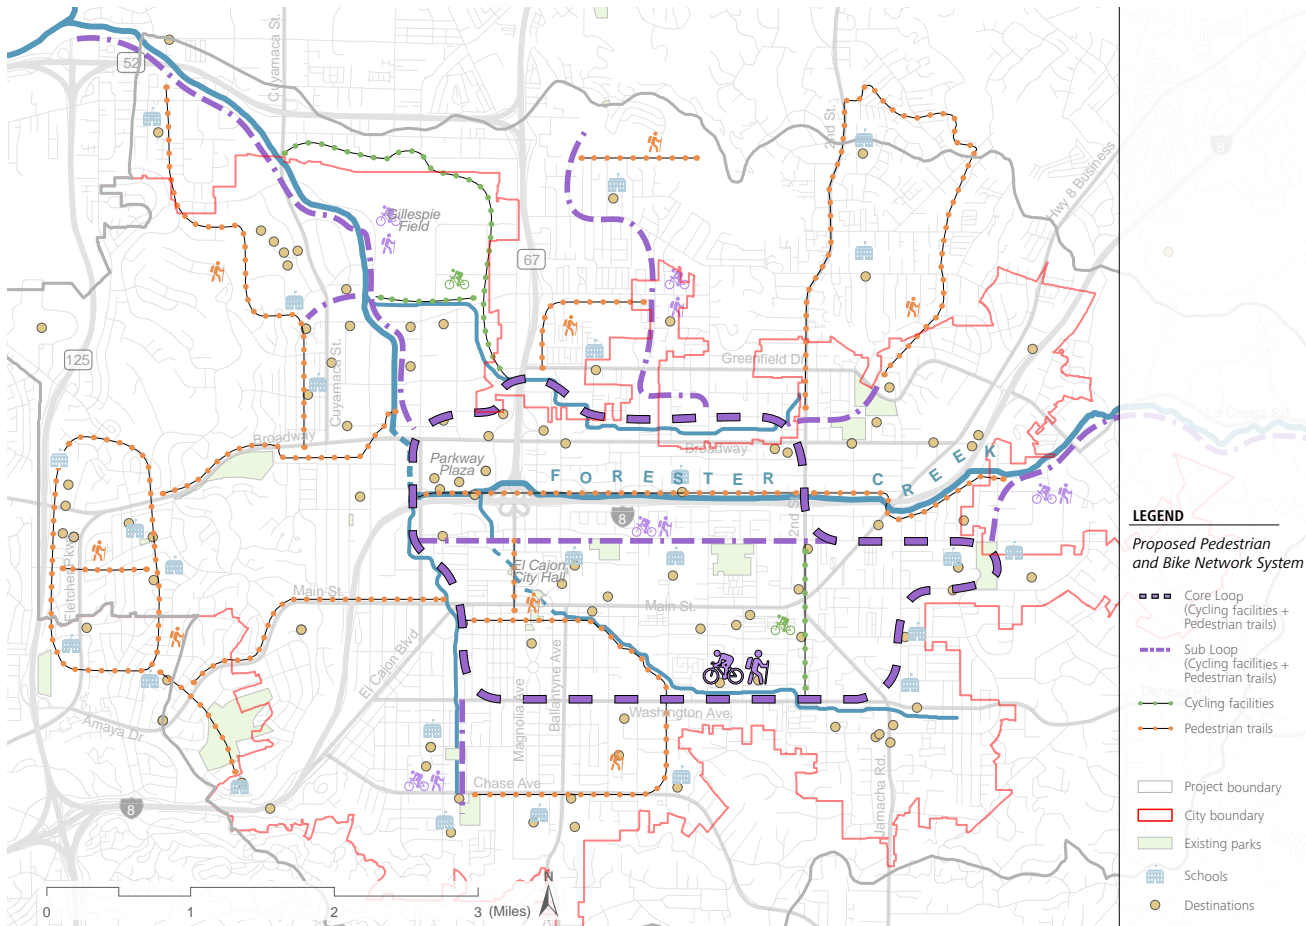 52
Cuyamaca St.
2nd St.
8
Hwy 8 Business
Gillespie
Field
67
125
Cuyamaca St.
Greenfield Dr.
Broadway
Broadway
Parkway
Plaza
FORESTER CREEK
8
2nd St.
Fletcher Pkwy
El Cajon
City Hall
Main St.
Main St.
El Cajon Blvd
Magnolia Ave
Ballantyne Ave
Washington Ave.
Amaya Dr.
Chase Ave
Jamacha Rd.
8
N
0 1 2 3 (Miles)
LEGEND
Proposed Pedestrian
and Bike Network System
Core Loop
(Cycling facilities +
Pedestrian trails)
Sub Loop
(Cycling facilities +
Pedestrian trails)
Cycling facilities
Pedestrian trails
Project boundary
City boundary
Existing parks
Schools
Destinations